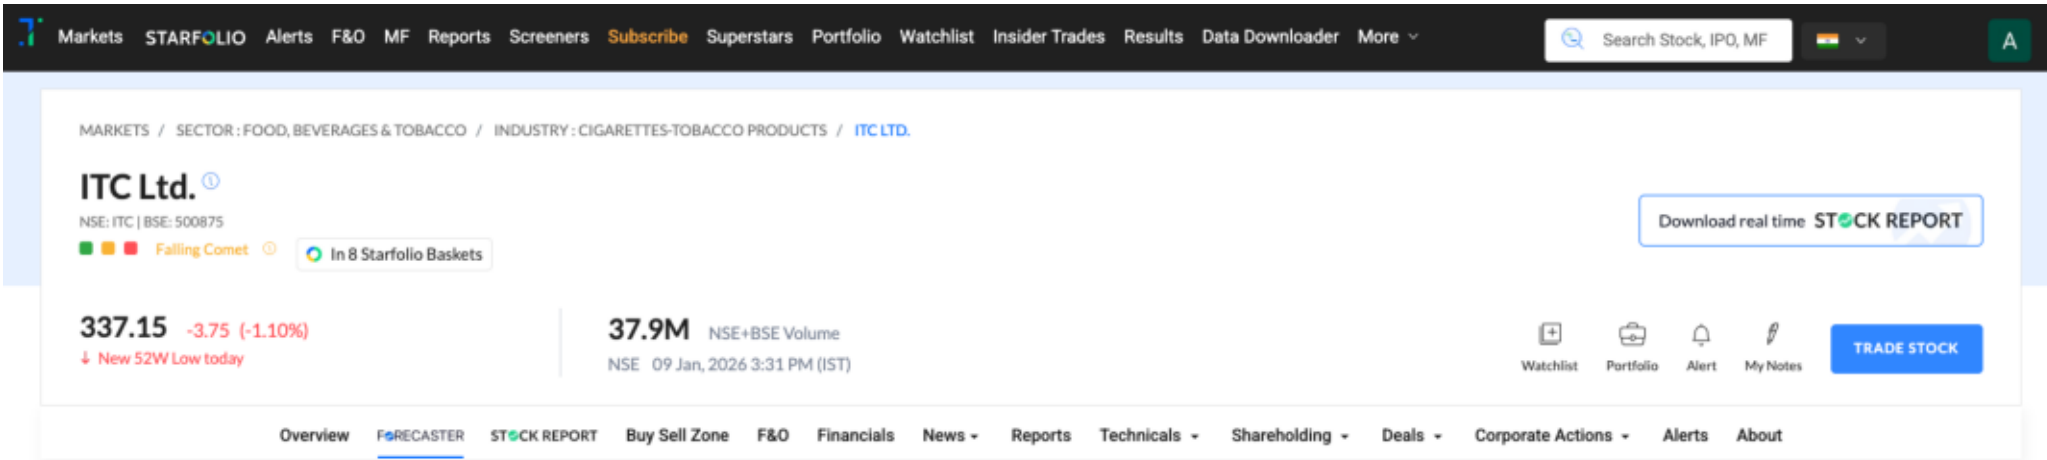 Markets STARFOLIO Alerts F&O MF Reports Screeners Subscribe Superstars Portfolio Watchlist Insider Trades Results Data Downloader More Search Stock, IPO, MF A
MARKETS / SECTOR : FOOD, BEVERAGES & TOBACCO / INDUSTRY : CIGARETTES-TOBACCO PRODUCTS / ITC LTD.
ITC Ltd.
NSE: ITC | BSE: 500875
Download real time STOCK REPORT
Falling Comet In 8 Starfolio Baskets
337.15 -3.75 (-1.10%) 37.9M NSE+BSE Volume
↓ New 52W Low today NSE 09 Jan, 2026 3:31 PM (IST)
Watchlist Portfolio Alert My Notes TRADE STOCK
Overview FORECASTER STOCK REPORT Buy Sell Zone F&O Financials News Reports Technicals Shareholding Deals Corporate Actions Alerts About